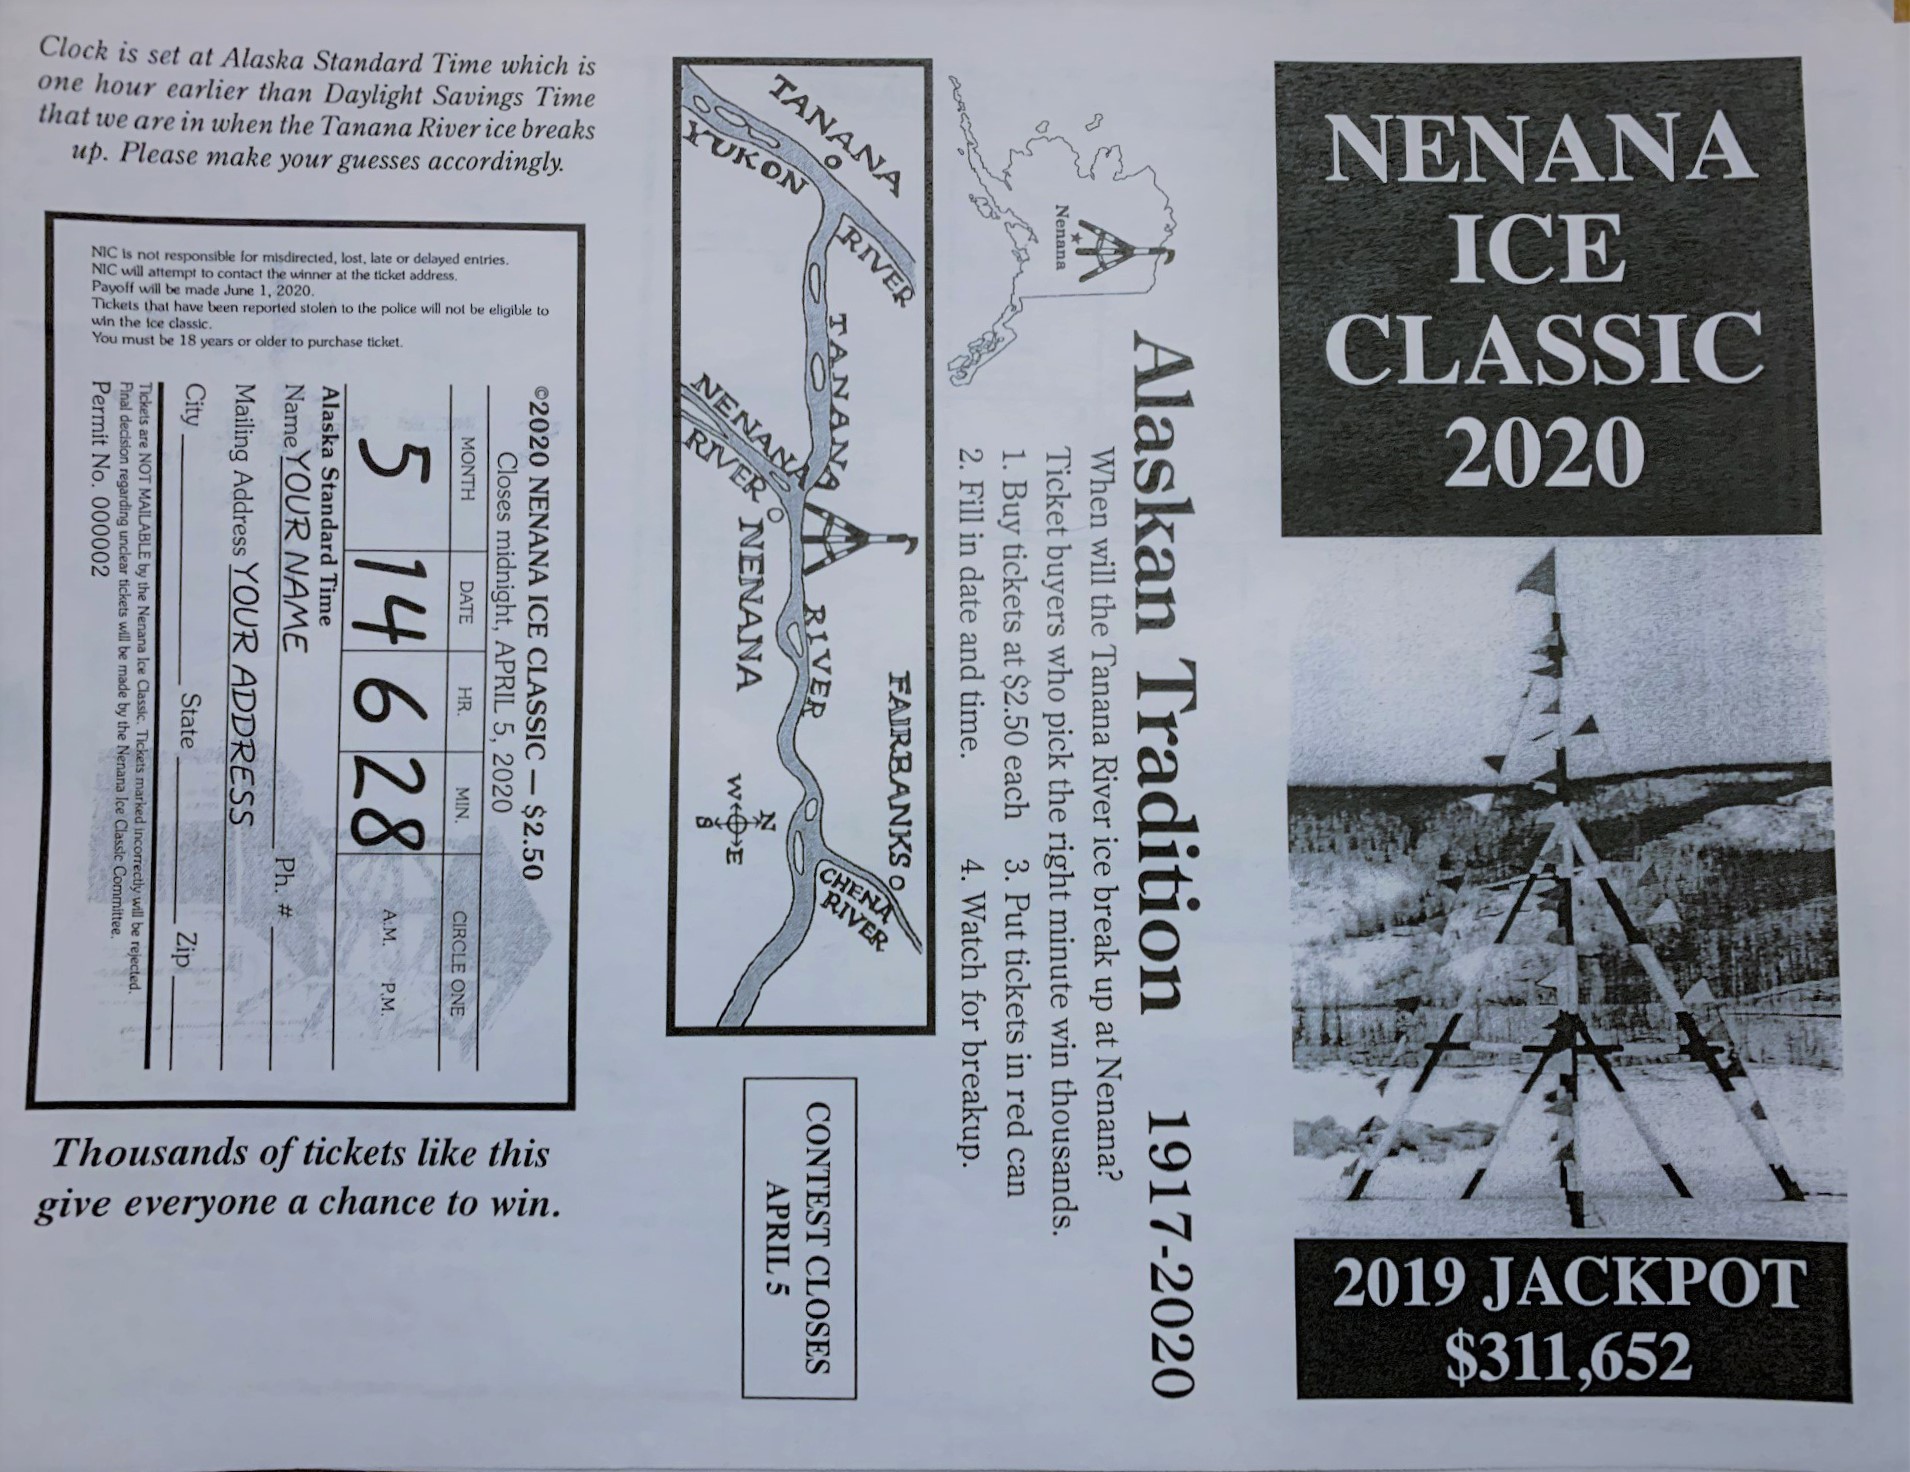 Clock is set at Alaska Standard Time which is
one hour earlier than Daylight Savings Time
that we are in when the Tanana River ice breaks
up. Please make your guesses accordingly.
NIC is not responsible for misdirected, lost, late or delayed entries.
NIC will attempt to contact the winner at the ticket address.
Payoff will be made June 1, 2020.
Tickets that have been reported stolen to the police will not be eligible to
win the ice classic.
You must be 18 years or older to purchase ticket.
©2020 NENANA ICE CLASSIC — $2.50
Closes midnight, APRIL 5, 2020
MONTH DATE HR. MIN. CIRCLE ONE
5 14 6 28 A.M. P.M.
Alaska Standard Time
Name YOUR NAME Ph. #
Mailing Address YOUR ADDRESS
City State Zip
Tickets are NOT MAILABLE by the Nenana Ice Classic. Tickets marked incorrectly will be rejected.
Final decision regarding unclear tickets will be made by the Nenana Ice Classic Committee.
Permit No. 000002
Thousands of tickets like this
give everyone a chance to win.
Alaskan Tradition 1917-2020
When will the Tanana River ice break up at Nenana?
Ticket buyers who pick the right minute win thousands.
1. Buy tickets at $2.50 each 3. Put tickets in red can
2. Fill in date and time. 4. Watch for breakup.
Nenana
TANANA
YUKON
RIVER
TANANA
RIVER
NENANA
RIVER
NENANA
FAIRBANKS
CHENA
RIVER
N
W E
S
CONTEST CLOSES
APRIL 5
NENANA
ICE
CLASSIC
2020
2019 JACKPOT
$311,652